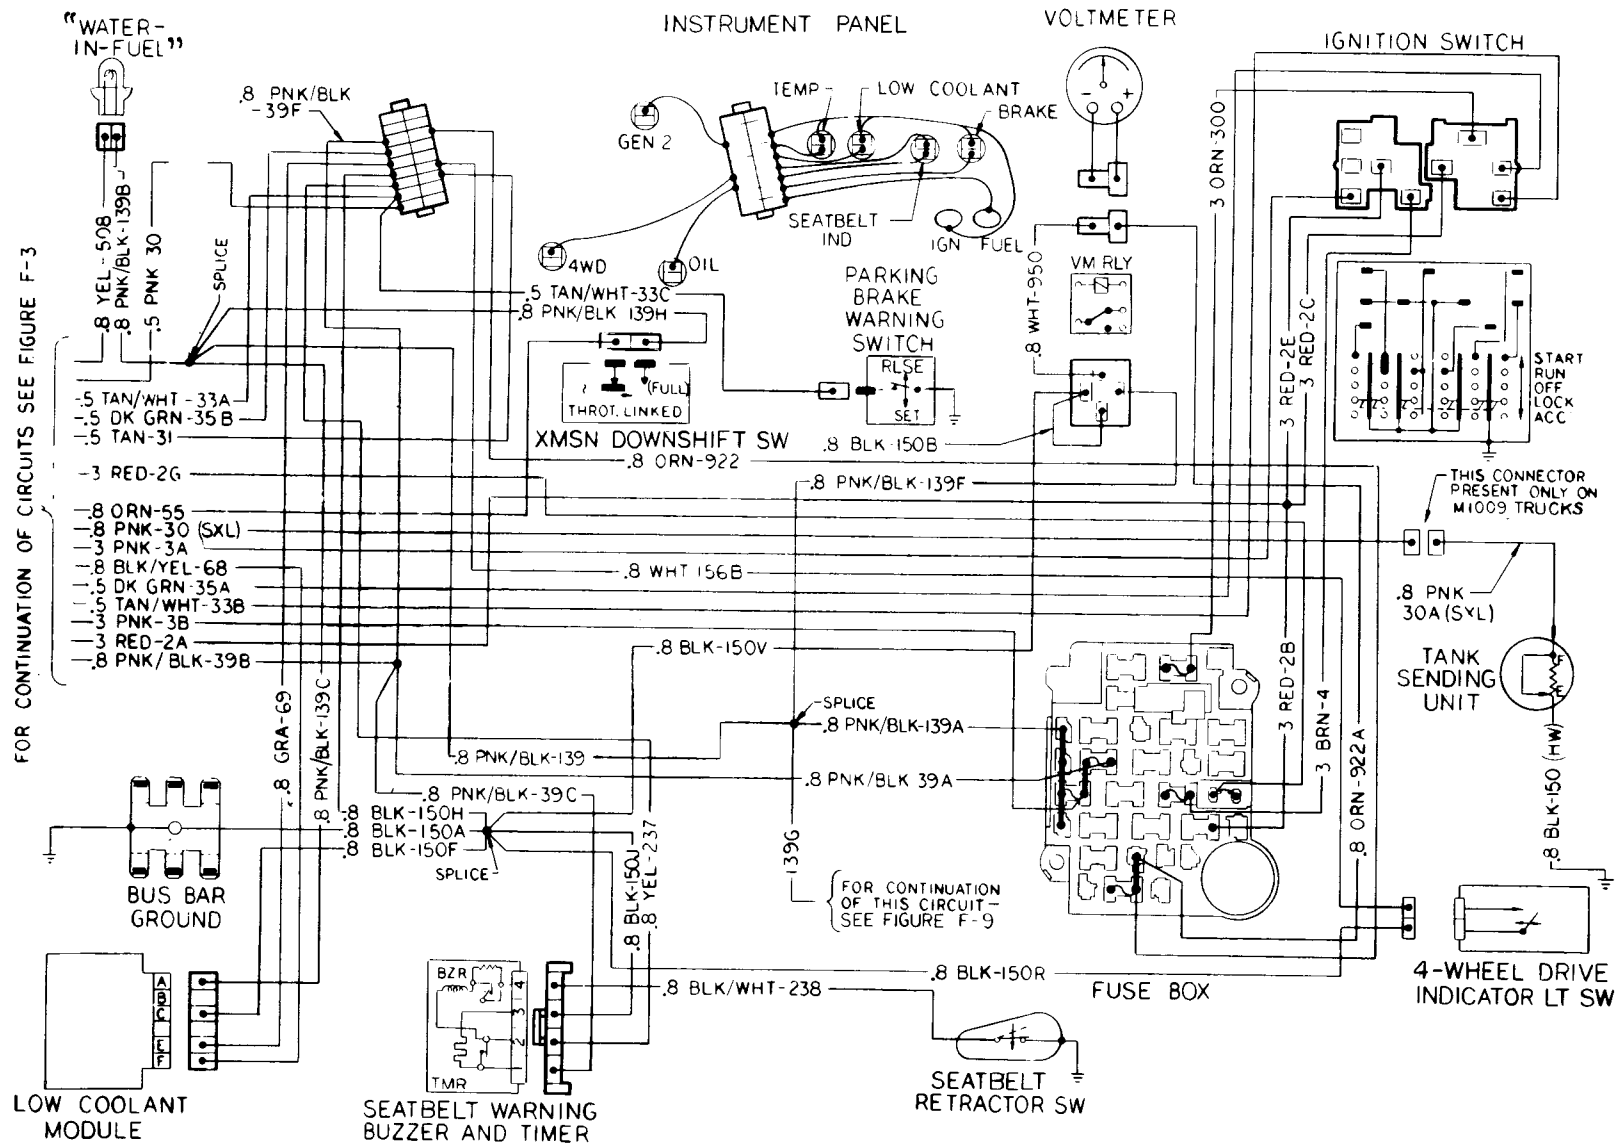 "WATER-
IN-FUEL"
INSTRUMENT PANEL
VOLTMETER
IGNITION SWITCH
.8 PNK/BLK
-39F
GEN 2
TEMP
LOW COOLANT
BRAKE
- +
SEATBELT
IND
IGN FUEL
4WD
OIL
3 ORN-300
.8 YEL-508
.8 PNK/BLK-139B
.5 PNK 30
SPLICE
FOR CONTINUATION OF CIRCUITS SEE FIGURE F-3
.5 TAN/WHT-33C
.8 PNK/BLK 139H
PARKING
BRAKE
WARNING
SWITCH
RLSE
SET
VM RLY
.8 WHT-950
3 RED-2E
3 RED-2C
START
RUN
OFF
LOCK
ACC
(FULL)
THROT. LINKED
XMSN DOWNSHIFT SW
.8 BLK-150B
.5 TAN/WHT-33A
.5 DK GRN-35B
.5 TAN-31
3 RED-2G
.8 ORN-55
.8 PNK-30 (SXL)
3 PNK-3A
.8 BLK/YEL-68
.5 DK GRN-35A
.5 TAN/WHT-33B
3 PNK-3B
3 RED-2A
.8 PNK/BLK-39B
.8 ORN-922
.8 PNK/BLK-139F
THIS CONNECTOR
PRESENT ONLY ON
M1009 TRUCKS
.8 WHT 156B
.8 PNK
30A(SXL)
.8 BLK-150V
TANK
SENDING
UNIT
F
E
.8 BLK-150 (HW)
3 RED-2B
3 BRN-4
.8 ORN-922A
SPLICE
.8 PNK/BLK-139A
.8 PNK/BLK-139
.8 PNK/BLK 39A
.8 GRA-69
.8 PNK/BLK-139C
.8 PNK/BLK-39C
.8 BLK-150H
.8 BLK-150A
.8 BLK-150F
SPLICE
.8 BLK-150J
.8 YEL-237
139G
FOR CONTINUATION
OF THIS CIRCUIT-
SEE FIGURE F-9
BUS BAR
GROUND
A
B
C
E
F
LOW COOLANT
MODULE
BZR
TMR
4
3
2
1
SEATBELT WARNING
BUZZER AND TIMER
.8 BLK/WHT-238
.8 BLK-150R
FUSE BOX
SEATBELT
RETRACTOR SW
4-WHEEL DRIVE
INDICATOR LT SW